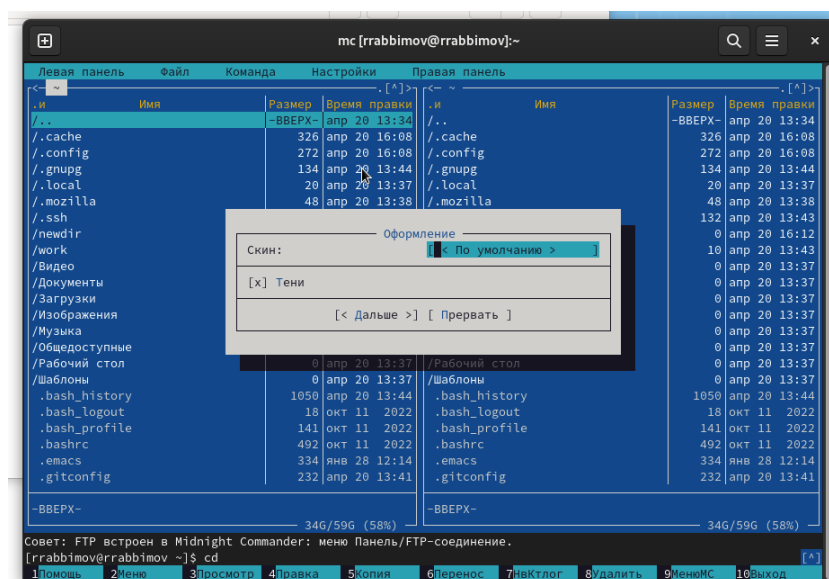 mc [rrabbimov@rrabbimov]:~
Левая панель Файл Команда Настройки Правая панель
<— ~ .[^]> <— ~ .[^]>
.и Имя Размер Время правки .и Имя Размер Время правки
/.. -ВВЕРХ- апр 20 13:34 /.. -ВВЕРХ- апр 20 13:34
/.cache 326 апр 20 16:08 /.cache 326 апр 20 16:08
/.config 272 апр 20 16:08 /.config 272 апр 20 16:08
/.gnupg 134 апр 20 13:44 /.gnupg 134 апр 20 13:44
/.local 20 апр 20 13:37 /.local 20 апр 20 13:37
/.mozilla 48 апр 20 13:38 /.mozilla 48 апр 20 13:38
/.ssh 132 апр 20 13:43
/newdir Оформление 0 апр 20 16:12
/work Скин: [ < По умолчанию > ] 10 апр 20 13:43
/Видео 0 апр 20 13:37
/Документы [x] Тени 0 апр 20 13:37
/Загрузки 0 апр 20 13:37
/Изображения [< Дальше >] [ Прервать ] 0 апр 20 13:37
/Музыка 0 апр 20 13:37
/Общедоступные 0 апр 20 13:37
/Рабочий стол 0 апр 20 13:37 /Рабочий стол 0 апр 20 13:37
/Шаблоны 0 апр 20 13:37 /Шаблоны 0 апр 20 13:37
.bash_history 1050 апр 20 13:44 .bash_history 1050 апр 20 13:44
.bash_logout 18 окт 11 2022 .bash_logout 18 окт 11 2022
.bash_profile 141 окт 11 2022 .bash_profile 141 окт 11 2022
.bashrc 492 окт 11 2022 .bashrc 492 окт 11 2022
.emacs 334 янв 28 12:14 .emacs 334 янв 28 12:14
.gitconfig 232 апр 20 13:41 .gitconfig 232 апр 20 13:41
-ВВЕРХ- -ВВЕРХ-
34G/59G (58%) 34G/59G (58%)
Совет: FTP встроен в Midnight Commander: меню Панель/FTP-соединение.
[rrabbimov@rrabbimov ~]$ cd [^]
1Помощь 2Меню 3Просмотр 4Правка 5Копия 6Перенос 7НвКтлог 8Удалить 9МенюMC 10Выход